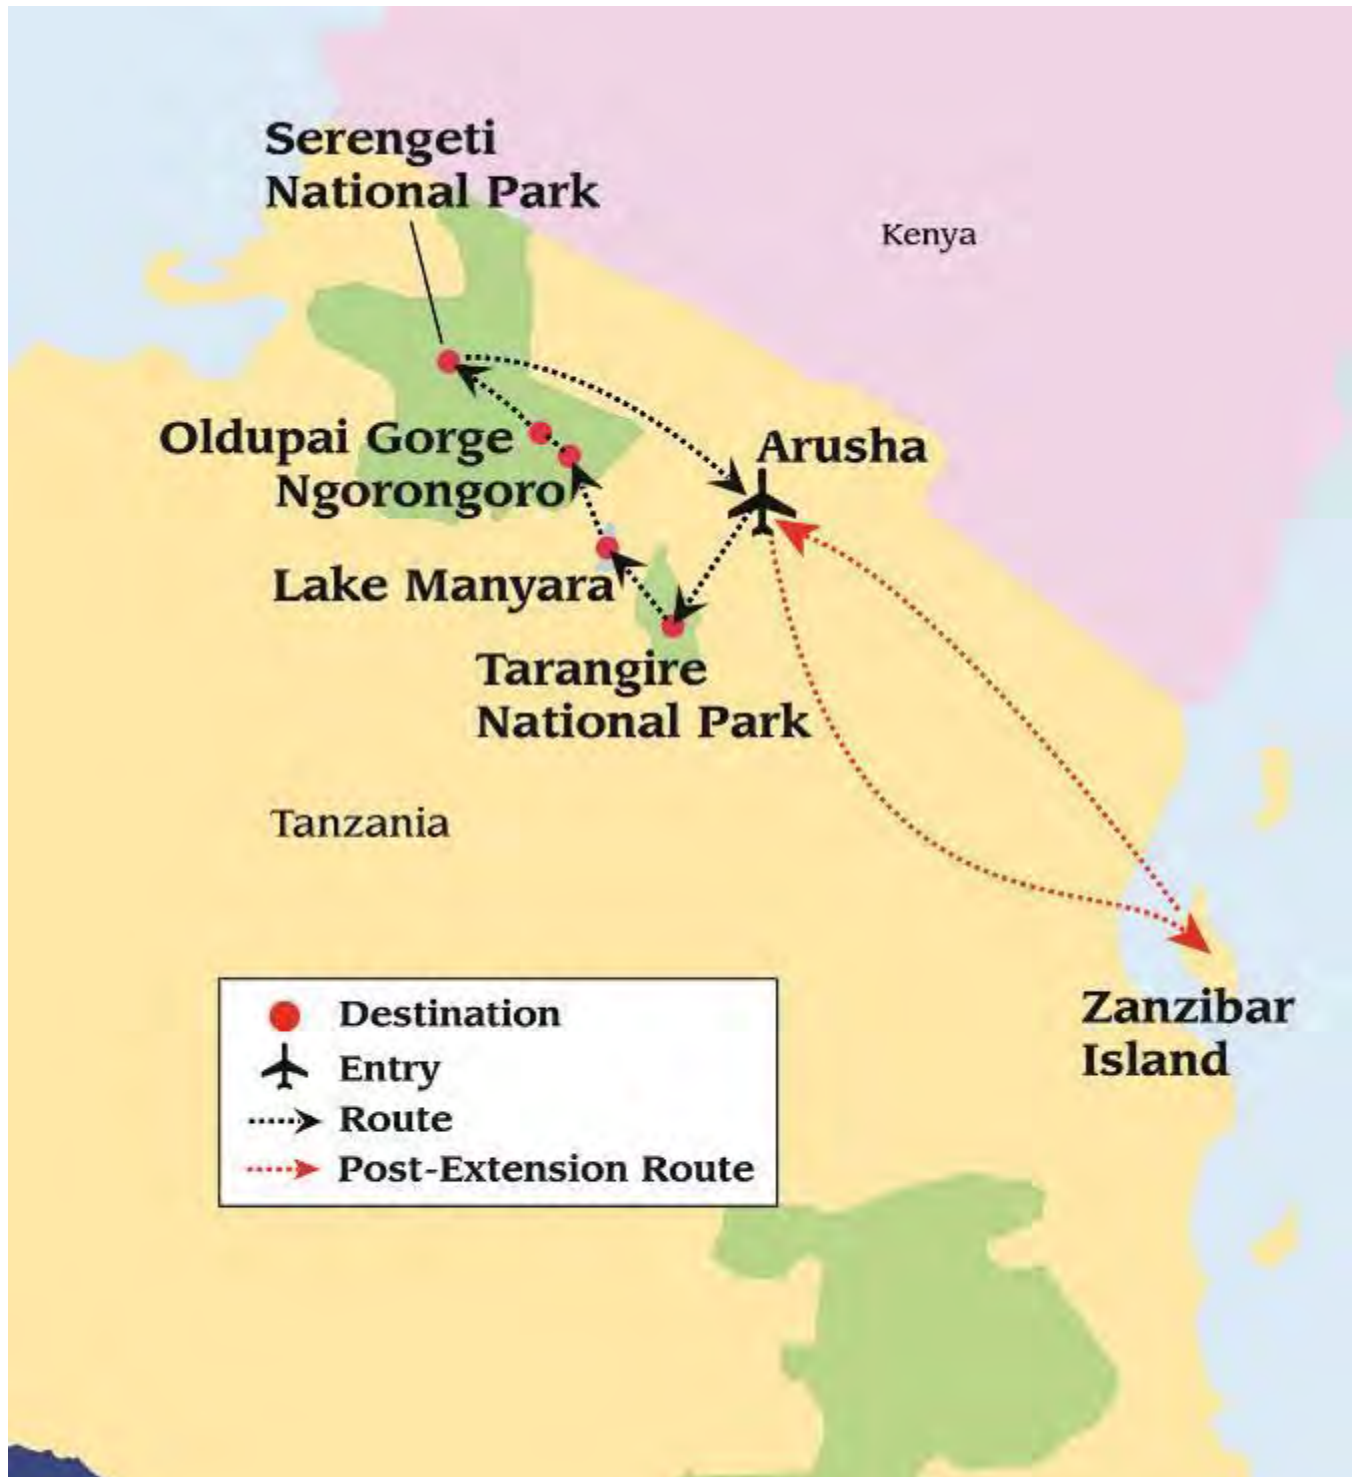 Serengeti
National Park
Kenya
Oldupai Gorge
Arusha
Ngorongoro
Lake Manyara
Tarangire
National Park
Tanzania
Zanzibar
Island
Destination
Entry
Route
Post-Extension Route